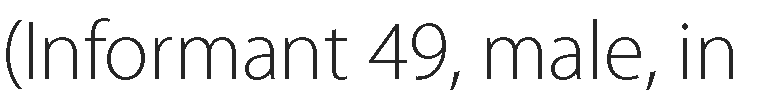 (Informant 49, male, in